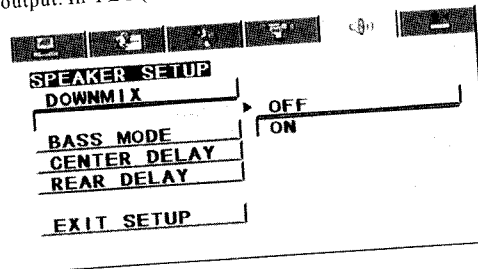 output. In
SPEAKER SETUP
DOWNMIX
OFF
ON
BASS MODE
CENTER DELAY
REAR DELAY
EXIT SETUP